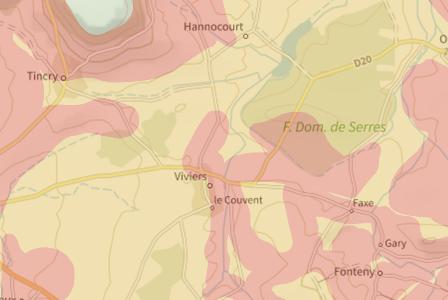 Hannocourt
D20
Tincry
F. Dom. de Serres
Viviers
le Couvent
Faxe
Gary
Fonteny